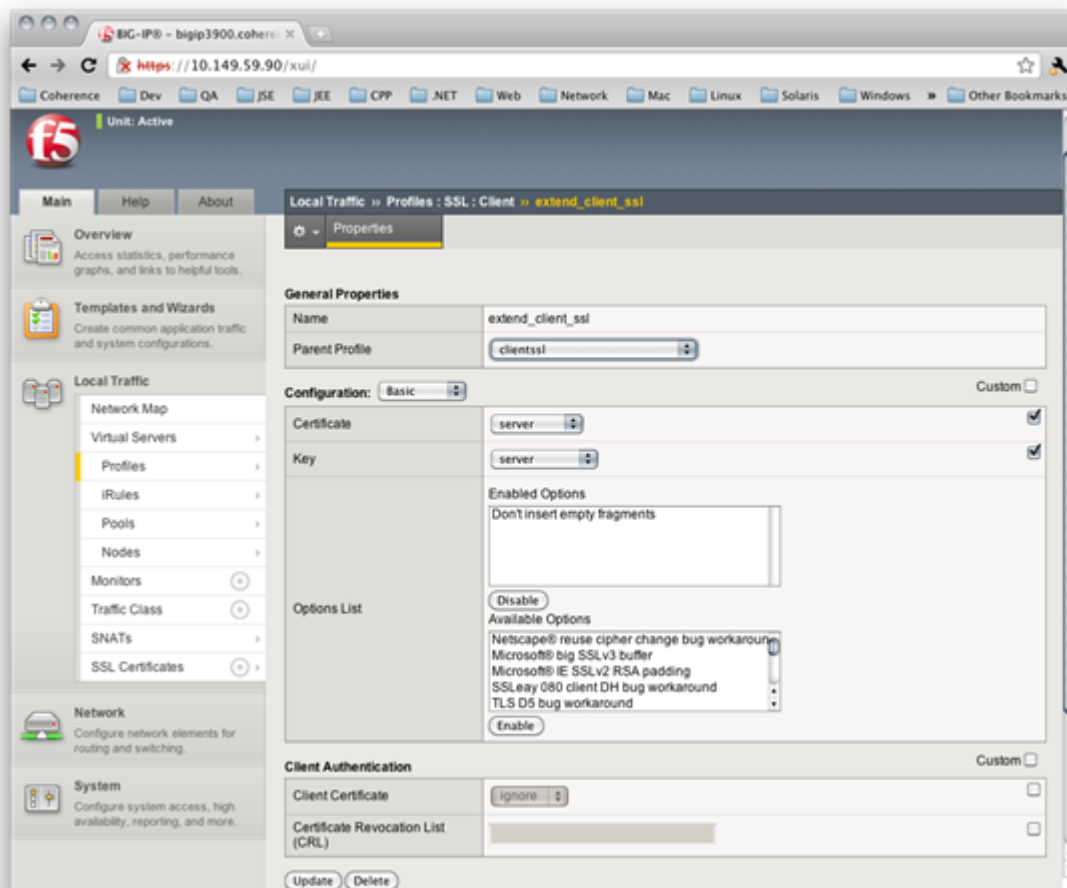 BIG-IP® – bigip3900.cohere
https://10.149.59.90/xui/
Coherence Dev QA JSE JEE CPP .NET Web Network Mac Linux Solaris Windows » Other Bookmarks
f5
Unit: Active
Main Help About
Local Traffic » Profiles : SSL : Client » extend_client_ssl
Properties
Overview
Access statistics, performance
graphs, and links to helpful tools.
Templates and Wizards
Create common application traffic
and system configurations.
Local Traffic
Network Map
Virtual Servers
Profiles
iRules
Pools
Nodes
Monitors
Traffic Class
SNATs
SSL Certificates
Network
Configure network elements for
routing and switching.
System
Configure system access, high
availability, reporting, and more.
General Properties
Name extend_client_ssl
Parent Profile clientssl
Configuration: Basic Custom
Certificate server
Key server
Options List
Enabled Options
Don't insert empty fragments
Disable
Available Options
Netscape® reuse cipher change bug workaroun
Microsoft® big SSLv3 buffer
Microsoft® IE SSLv2 RSA padding
SSLeay 080 client DH bug workaround
TLS D5 bug workaround
Enable
Client Authentication Custom
Client Certificate ignore
Certificate Revocation List
(CRL)
Update Delete